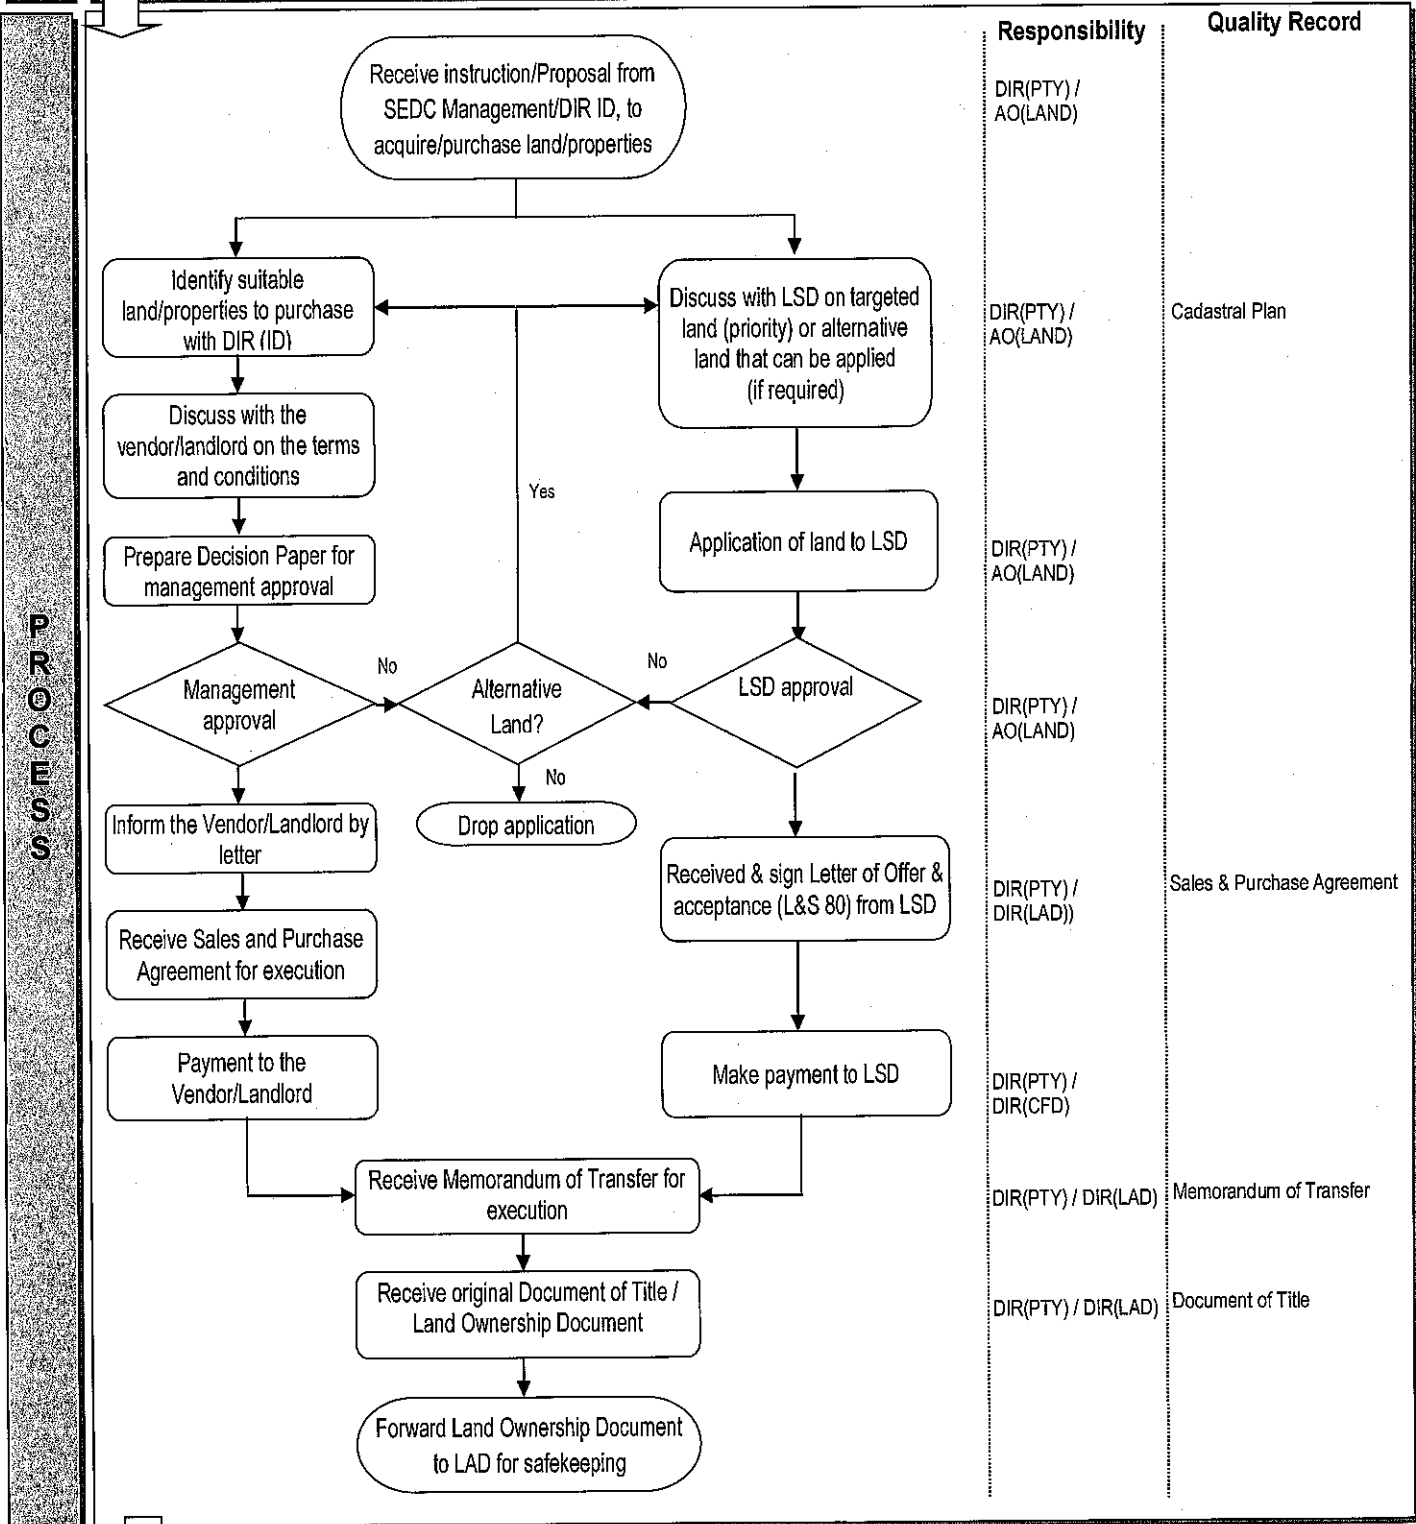 Responsibility
Quality Record
PROCESS
Receive instruction/Proposal from
SEDC Management/DIR ID, to
acquire/purchase land/properties
DIR(PTY) /
AO(LAND)
Identify suitable
land/properties to purchase
with DIR (ID)
Discuss with LSD on targeted
land (priority) or alternative
land that can be applied
(if required)
DIR(PTY) /
AO(LAND)
Cadastral Plan
Discuss with the
vendor/landlord on the terms
and conditions
Yes
Prepare Decision Paper for
management approval
Application of land to LSD
DIR(PTY) /
AO(LAND)
Management
approval
No
Alternative
Land?
No
LSD approval
DIR(PTY) /
AO(LAND)
No
Inform the Vendor/Landlord by
letter
Drop application
Received & sign Letter of Offer &
acceptance (L&S 80) from LSD
DIR(PTY) /
DIR(LAD))
Sales & Purchase Agreement
Receive Sales and Purchase
Agreement for execution
Payment to the
Vendor/Landlord
Make payment to LSD
DIR(PTY) /
DIR(CFD)
Receive Memorandum of Transfer for
execution
DIR(PTY) / DIR(LAD)
Memorandum of Transfer
Receive original Document of Title /
Land Ownership Document
DIR(PTY) / DIR(LAD)
Document of Title
Forward Land Ownership Document
to LAD for safekeeping